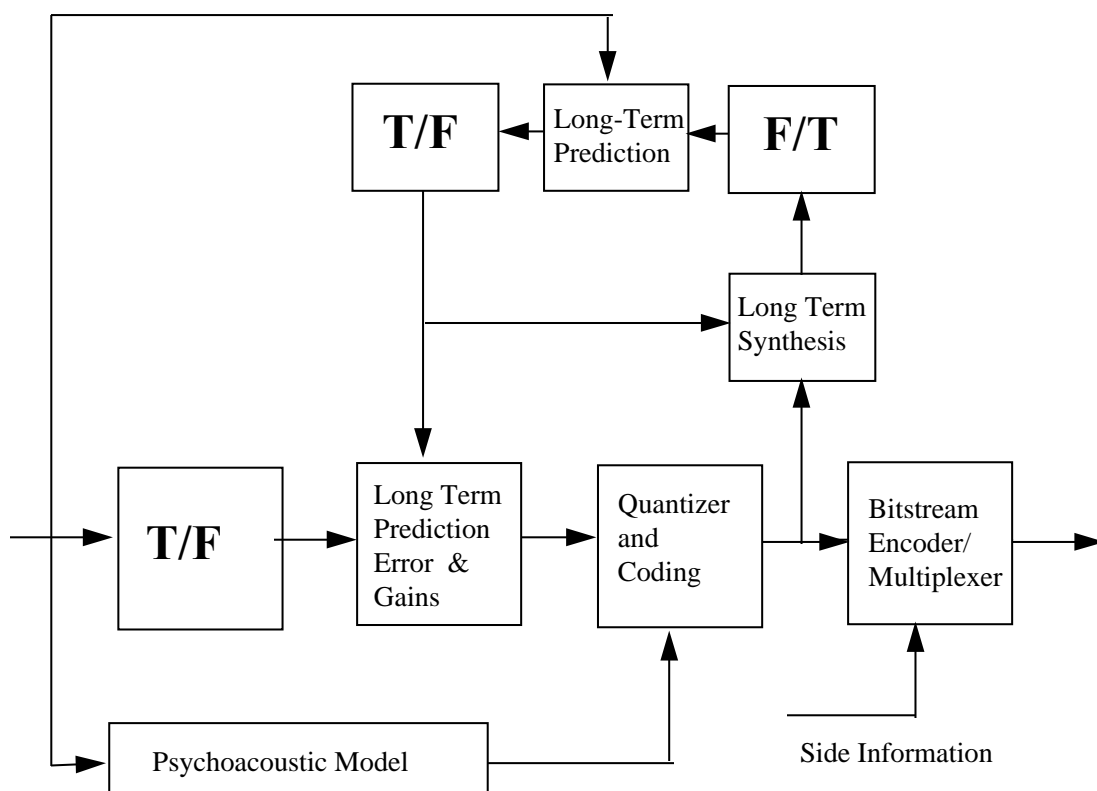 T/F
Long-Term
Prediction
F/T
Long Term
Synthesis
T/F
Long Term
Prediction
Error &
Gains
Quantizer
and
Coding
Bitstream
Encoder/
Multiplexer
Psychoacoustic Model
Side Information